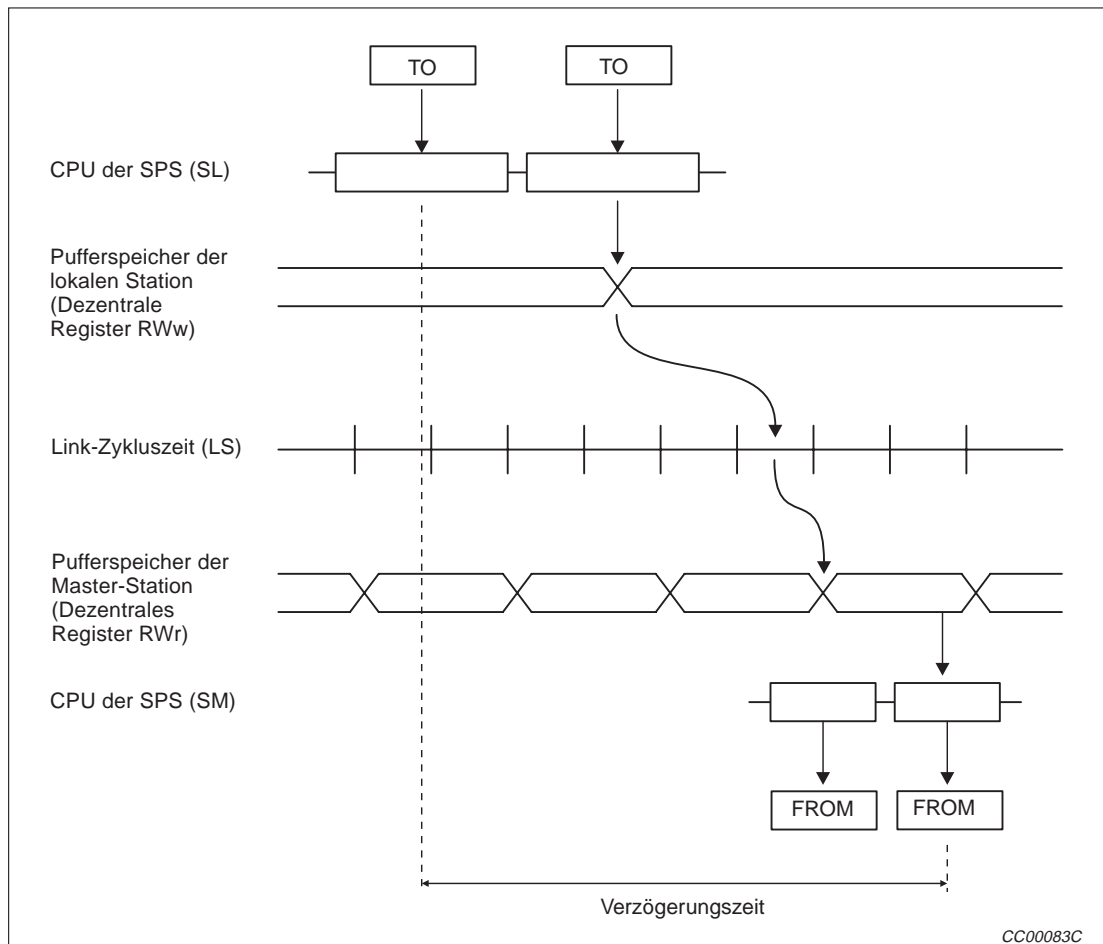 TO
TO
CPU der SPS (SL)
Pufferspeicher der
lokalen Station
(Dezentrale
Register RWw)
Link-Zykluszeit (LS)
Pufferspeicher der
Master-Station
(Dezentrales
Register RWr)
CPU der SPS (SM)
FROM
FROM
Verzögerungszeit
CC00083C